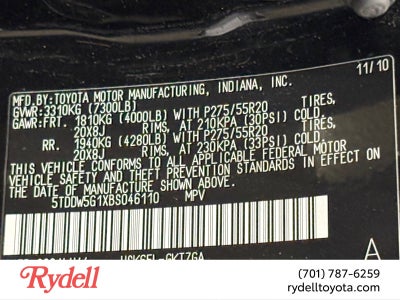 MFD.BY:TOYOTA MOTOR MANUFACTURING, INDIANA, INC. 11/10
GVWR: 3310KG (7300LB)
GAWR:FRT. 1810KG (4000LB) WITH P275/55R20 TIRES,
20X8J RIMS, AT 210KPA (30PSI) COLD
RR. 1940KG (4280LB) WITH P275/55R20 TIRES,
20X8J RIMS, AT 230KPA (33PSI) COLD
THIS VEHICLE CONFORMS TO ALL APPLICABLE FEDERAL MOTOR
VEHICLE SAFETY AND THEFT PREVENTION STANDARDS IN EFFECT ON
THE DATE OF MANUFACTURE SHOWN ABOVE.
5TDDW5G1XBS046110 MPV
A
Rydell
(701) 787-6259
rydelltoyota.com